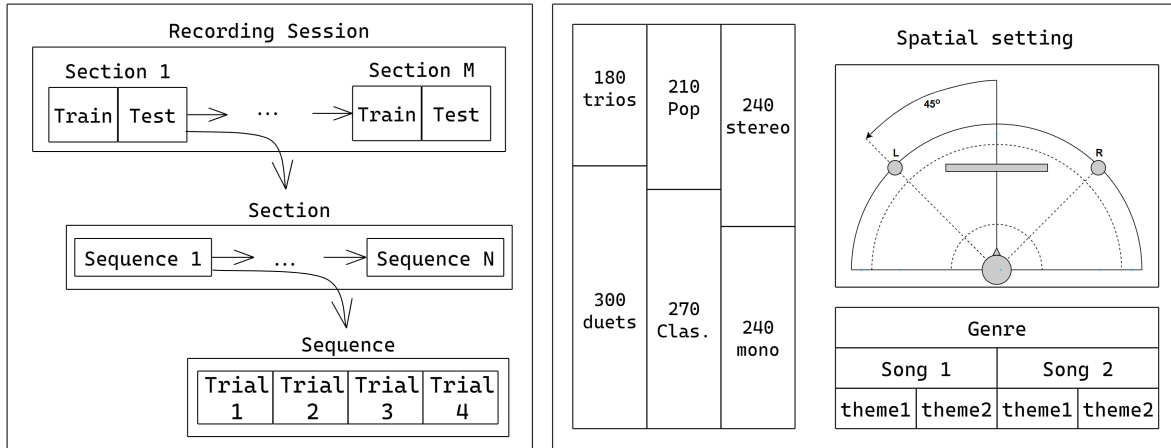 Recording Session
Section 1
Section M
Train
Test
...
Train
Test
Section
Sequence 1
...
Sequence N
Sequence
Trial
1
Trial
2
Trial
3
Trial
4
180
trios
300
duets
210
Pop
270
Clas.
240
stereo
240
mono
Spatial setting
45º
L
R
Genre
Song 1
Song 2
theme1
theme2
theme1
theme2